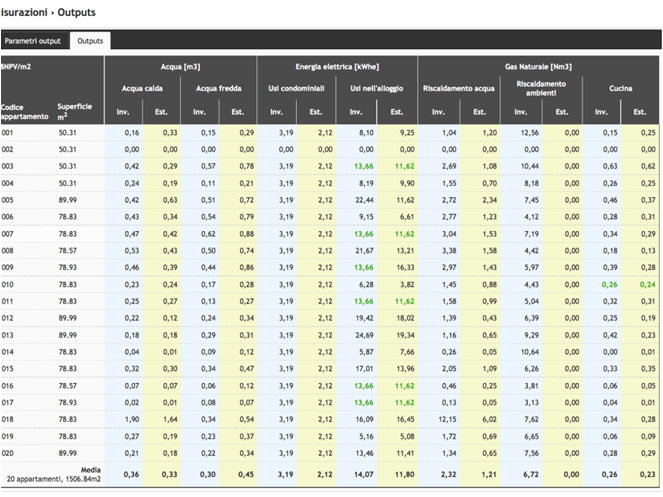 isurazioni › Outputs
Parametri output Outputs
$NPV/m2 Acqua [m3] Energia elettrica [kWhe] Gas Naturale [Nm3]
Acqua calda Acqua fredda Usi condominiali Usi nell'alloggio Riscaldamento acqua Riscaldamento ambienti Cucina
Codice appartamento Superficie m2 Inv. Est. Inv. Est. Inv. Est. Inv. Est. Inv. Est. Inv. Est. Inv. Est.
001 50.31 0,16 0,33 0,15 0,29 3,19 2,12 8,10 9,25 1,04 1,20 12,56 0,00 0,15 0,25
002 50.31 0,00 0,00 0,00 0,00 3,19 2,12 0,00 0,00 0,00 0,00 0,00 0,00 0,00 0,00
003 50.31 0,42 0,29 0,57 0,78 3,19 2,12 13,66 11,62 2,69 1,08 10,44 0,00 0,63 0,62
004 50.31 0,24 0,19 0,11 0,21 3,19 2,12 8,19 9,90 1,55 0,70 8,18 0,00 0,26 0,25
005 89.99 0,42 0,63 0,51 0,72 3,19 2,12 22,44 11,62 2,72 2,34 7,45 0,00 0,46 0,37
006 78.83 0,43 0,34 0,54 0,79 3,19 2,12 9,15 6,61 2,77 1,23 4,12 0,00 0,28 0,31
007 78.83 0,47 0,42 0,62 0,88 3,19 2,12 13,66 11,62 3,04 1,53 7,19 0,00 0,34 0,29
008 78.57 0,53 0,43 0,50 0,74 3,19 2,12 21,67 13,21 3,38 1,58 4,42 0,00 0,18 0,13
009 78.93 0,46 0,39 0,44 0,86 3,19 2,12 13,66 16,33 2,97 1,43 5,97 0,00 0,39 0,28
010 78.83 0,23 0,24 0,17 0,28 3,19 2,12 6,28 3,82 1,45 0,88 4,43 0,00 0,26 0,24
011 78.83 0,25 0,27 0,13 0,27 3,19 2,12 13,66 11,62 1,58 0,99 5,04 0,00 0,32 0,31
012 89.99 0,22 0,12 0,24 0,34 3,19 2,12 19,42 18,02 1,39 0,43 6,39 0,00 0,25 0,19
013 89.99 0,18 0,18 0,29 0,31 3,19 2,12 24,69 19,34 1,16 0,65 9,29 0,00 0,42 0,23
014 78.83 0,04 0,01 0,09 0,12 3,19 2,12 5,87 7,66 0,26 0,05 10,64 0,00 0,00 0,01
015 78.83 0,32 0,30 0,34 0,47 3,19 2,12 17,01 13,96 2,05 1,09 6,26 0,00 0,33 0,35
016 78.57 0,07 0,07 0,06 0,12 3,19 2,12 13,66 11,62 0,46 0,25 3,81 0,00 0,06 0,05
017 78.93 0,02 0,01 0,08 0,07 3,19 2,12 13,66 11,62 0,13 0,05 3,13 0,00 0,04 0,01
018 78.83 1,90 1,64 0,34 0,54 3,19 2,12 16,09 16,45 12,15 6,02 7,62 0,00 0,34 0,28
019 78.83 0,27 0,19 0,23 0,37 3,19 2,12 5,16 5,08 1,72 0,69 6,65 0,00 0,06 0,09
020 89.99 0,21 0,18 0,22 0,34 3,19 2,12 13,46 11,41 1,34 0,65 7,56 0,00 0,28 0,29
Media
20 appartamenti, 1506.84m2 0,36 0,33 0,30 0,45 3,19 2,12 14,07 11,80 2,32 1,21 6,72 0,00 0,26 0,23